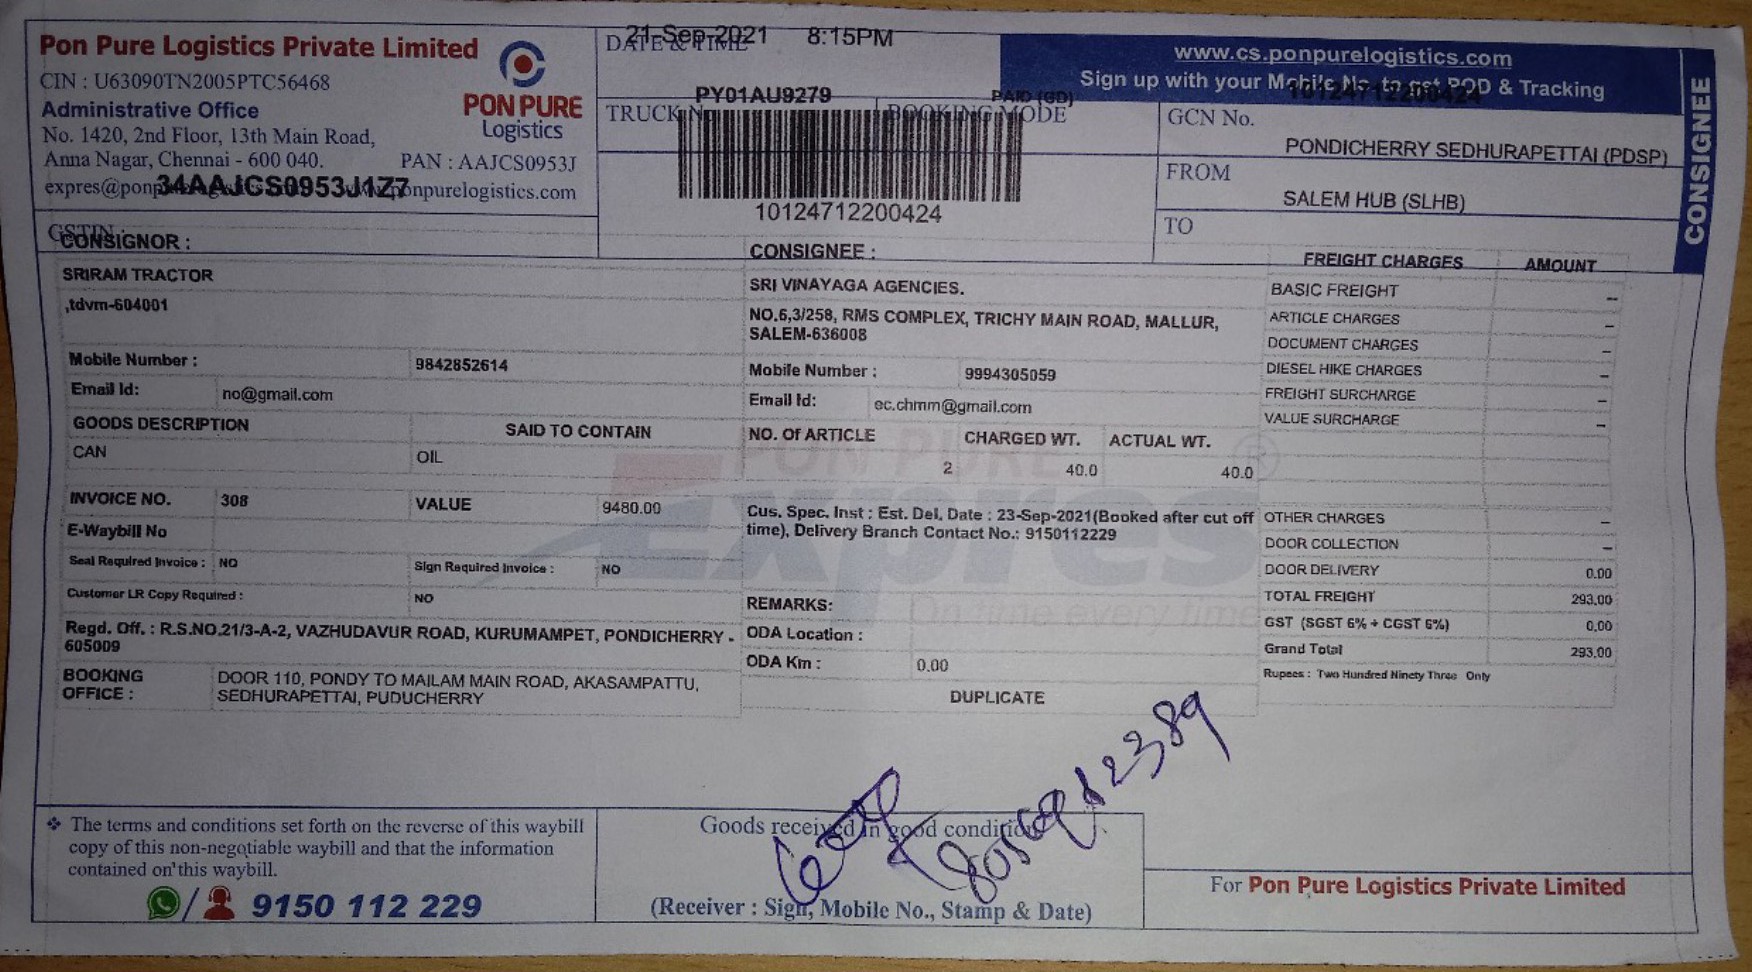 Pon Pure Logistics Private Limited
CIN : U63090TN2005PTC56468
Administrative Office
No. 1420, 2nd Floor, 13th Main Road,
Anna Nagar, Chennai - 600 040.
PAN : AAJCS0953J
34AAJCS0953J1Z7
GSTIN
PON PURE
Logistics
DATE & TIME
21-Sep-2021 8:15PM
TRUCK No
PY01AU9279
BOOKING MODE
PAID (GD)
10124712200424
www.cs.ponpurelogistics.com
Sign up with your Mobile No. to get POD & Tracking
10124712200424
GCN No.
PONDICHERRY SEDHURAPETTAI (PDSP)
FROM
SALEM HUB (SLHB)
TO
CONSIGNEE
CONSIGNOR :
SRIRAM TRACTOR
,tdvm-604001
Mobile Number : 9842852614
Email Id: no@gmail.com
GOODS DESCRIPTION SAID TO CONTAIN
CAN OIL
INVOICE NO. 308 VALUE 9480.00
E-Waybill No
Seal Required Invoice : NO Sign Required Invoice : NO
Customer LR Copy Required : NO
Regd. Off. : R.S.NO.21/3-A-2, VAZHUDAVUR ROAD, KURUMAMPET, PONDICHERRY -
605009
BOOKING OFFICE : DOOR 110, PONDY TO MAILAM MAIN ROAD, AKASAMPATTU,
SEDHURAPETTAI, PUDUCHERRY
CONSIGNEE :
SRI VINAYAGA AGENCIES.
NO.6,3/258, RMS COMPLEX, TRICHY MAIN ROAD, MALLUR,
SALEM-636008
Mobile Number : 9994305059
Email Id: ec.chmm@gmail.com
NO. Of ARTICLE CHARGED WT. ACTUAL WT.
2 40.0 40.0
Cus. Spec. Inst : Est. Del. Date : 23-Sep-2021(Booked after cut off
time), Delivery Branch Contact No.: 9150112229
REMARKS:
ODA Location :
ODA Km : 0.00
DUPLICATE
PON PURE
Expres
On time every time
FREIGHT CHARGES AMOUNT
BASIC FREIGHT –
ARTICLE CHARGES –
DOCUMENT CHARGES –
DIESEL HIKE CHARGES –
FREIGHT SURCHARGE –
VALUE SURCHARGE –
OTHER CHARGES –
DOOR COLLECTION –
DOOR DELIVERY 0.00
TOTAL FREIGHT 293.00
GST (SGST 6% + CGST 6%) 0.00
Grand Total 293.00
Rupees : Two Hundred Ninety Three Only
❖ The terms and conditions set forth on the reverse of this waybill
copy of this non-negotiable waybill and that the information
contained on this waybill.
/ 9150 112 229
Goods received in good condition
(Receiver : Sign, Mobile No., Stamp & Date)
For Pon Pure Logistics Private Limited